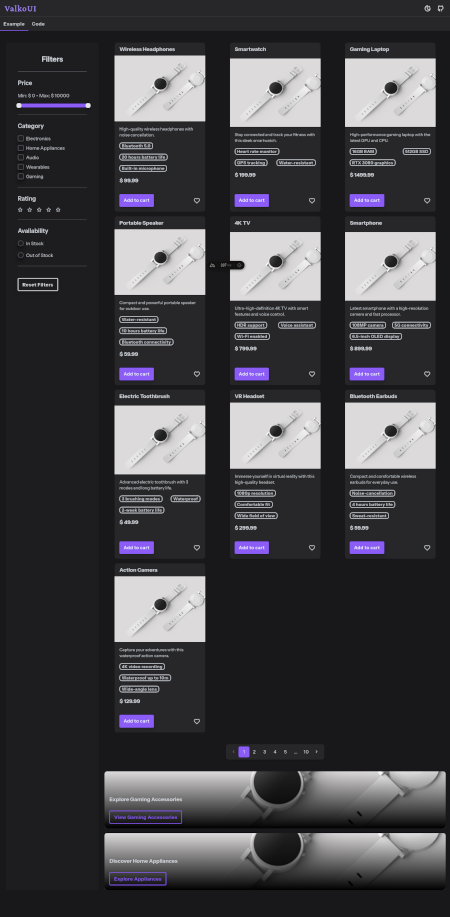 ValkoUI
Example Code
Filters
Price
Min: $ 0 - Max: $ 10000
Category
Electronics
Home Appliances
Audio
Wearables
Gaming
Rating
Availability
In Stock
Out of Stock
Reset Filters
Wireless Headphones
High-quality wireless headphones with
noise cancellation.
Bluetooth 5.0
20 hours battery life
Built-in microphone
$ 99.99
Add to cart
Smartwatch
Stay connected and track your fitness with
this sleek smartwatch.
Heart rate monitor
GPS tracking Water-resistant
$ 199.99
Add to cart
Gaming Laptop
High-performance gaming laptop with the
latest GPU and CPU.
16GB RAM 512GB SSD
RTX 3080 graphics
$ 1499.99
Add to cart
Portable Speaker
Compact and powerful portable speaker
for outdoor use.
Water-resistant
10 hours battery life
Bluetooth connectivity
$ 59.99
Add to cart
4K TV
Ultra-high-definition 4K TV with smart
features and voice control.
HDR support Voice assistant
Wi-Fi enabled
$ 799.99
Add to cart
Smartphone
Latest smartphone with a high-resolution
camera and fast processor.
108MP camera 5G connectivity
6.5-inch OLED display
$ 899.99
Add to cart
Electric Toothbrush
Advanced electric toothbrush with 3
modes and long battery life.
3 brushing modes Waterproof
2-week battery life
$ 49.99
Add to cart
VR Headset
Immerse yourself in virtual reality with this
high-quality headset.
1080p resolution
Comfortable fit
Wide field of view
$ 299.99
Add to cart
Bluetooth Earbuds
Compact and comfortable wireless
earbuds for everyday use.
Noise-cancellation
4 hours battery life
Sweat-resistant
$ 59.99
Add to cart
Action Camera
Capture your adventures with this
waterproof action camera.
4K video recording
Waterproof up to 10m
Wide-angle lens
$ 129.99
Add to cart
1 2 3 4 5 ... 10
Explore Gaming Accessories
View Gaming Accessories
Discover Home Appliances
Explore Appliances